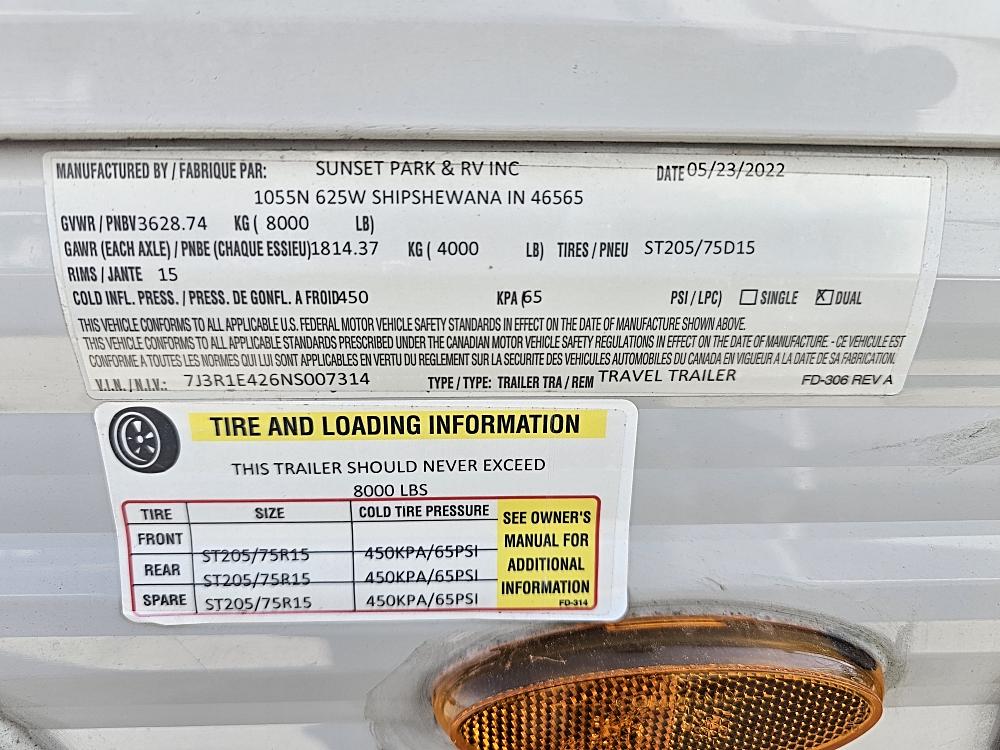 MANUFACTURED BY / FABRIQUE PAR: SUNSET PARK & RV INC DATE 05/23/2022
1055N 625W SHIPSHEWANA IN 46565
GVWR / PNBV 3628.74 KG ( 8000 LB)
GAWR (EACH AXLE) / PNBE (CHAQUE ESSIEU) 1814.37 KG ( 4000 LB) TIRES / PNEU ST205/75D15
RIMS / JANTE 15
COLD INFL. PRESS. / PRESS. DE GONFL. A FROID 450 KPA ( 65 PSI / LPC) ☐ SINGLE ☒ DUAL
THIS VEHICLE CONFORMS TO ALL APPLICABLE U.S. FEDERAL MOTOR VEHICLE SAFETY STANDARDS IN EFFECT ON THE DATE OF MANUFACTURE SHOWN ABOVE.
THIS VEHICLE CONFORMS TO ALL APPLICABLE STANDARDS PRESCRIBED UNDER THE CANADIAN MOTOR VEHICLE SAFETY REGULATIONS IN EFFECT ON THE DATE OF MANUFACTURE. - CE VEHICULE EST
CONFORME A TOUTES LES NORMES QUI LUI SONT APPLICABLES EN VERTU DU REGLEMENT SUR LA SECURITE DES VEHICULES AUTOMOBILES DU CANADA EN VIGUEUR A LA DATE DE SA FABRICATION.
V.I.N. / N.I.V.: 7J3R1E426NS007314 TYPE / TYPE: TRAILER TRA / REM TRAVEL TRAILER FD-306 REV A
TIRE AND LOADING INFORMATION
THIS TRAILER SHOULD NEVER EXCEED
8000 LBS
TIRE SIZE COLD TIRE PRESSURE
FRONT ST205/75R15 450KPA/65PSI
REAR ST205/75R15 450KPA/65PSI
SPARE ST205/75R15 450KPA/65PSI
SEE OWNER'S
MANUAL FOR
ADDITIONAL
INFORMATION
FD-314